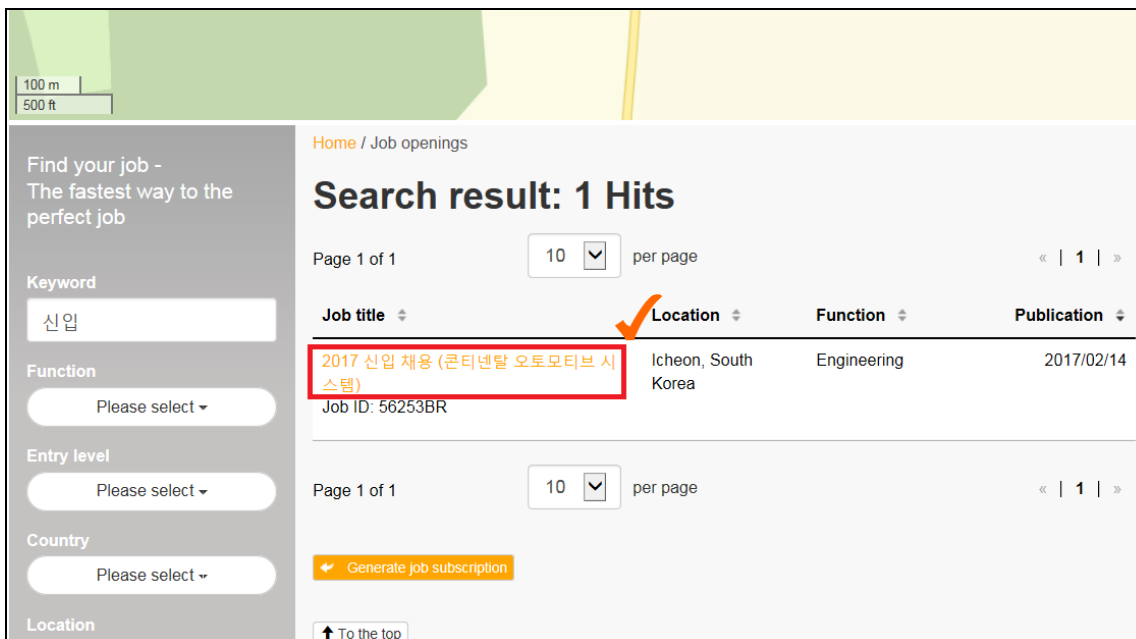 100 m
500 ft
Find your job -
The fastest way to the
perfect job
Keyword
신입
Function
Please select
Entry level
Please select
Country
Please select
Location
Home / Job openings
Search result: 1 Hits
Page 1 of 1 10 per page « | 1 | »
Job title Location Function Publication
2017 신입 채용 (콘티넨탈 오토모티브 시 Icheon, South Engineering 2017/02/14
스템) Korea
Job ID: 56253BR
Page 1 of 1 10 per page « | 1 | »
Generate job subscription
To the top